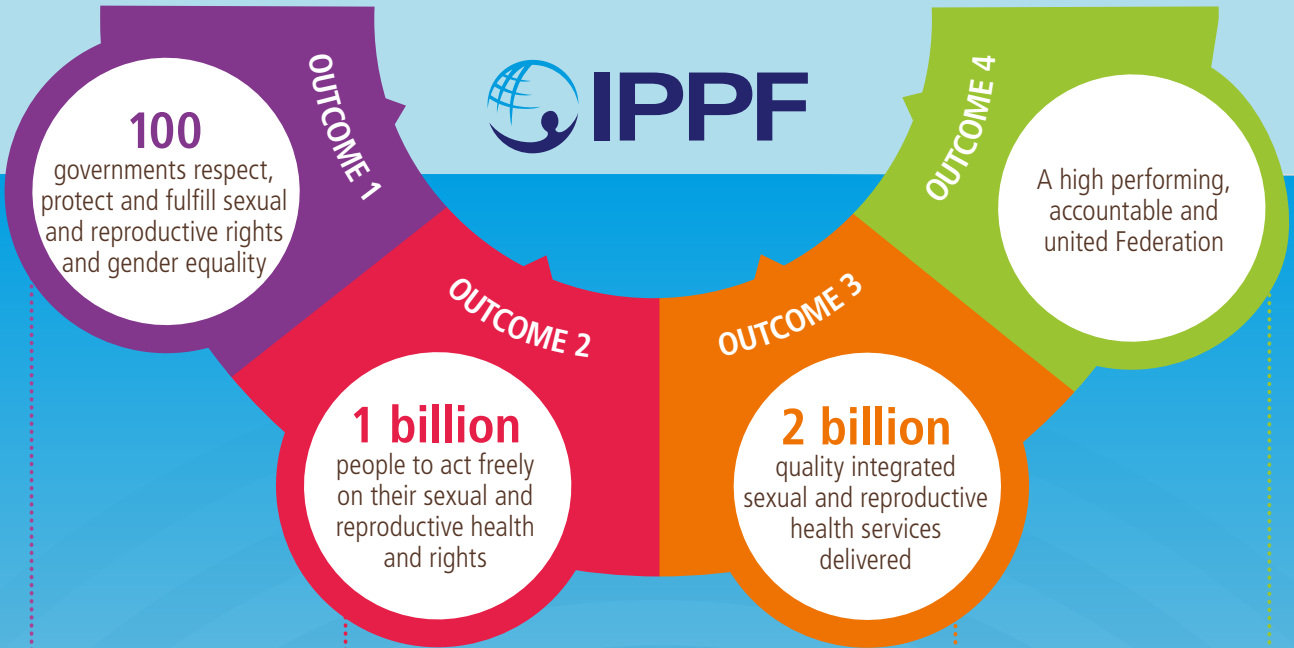 IPPF
OUTCOME 1
100
governments respect,
protect and fulfill sexual
and reproductive rights
and gender equality
OUTCOME 2
1 billion
people to act freely
on their sexual and
reproductive health
and rights
OUTCOME 3
2 billion
quality integrated
sexual and reproductive
health services
delivered
OUTCOME 4
A high performing,
accountable and
united Federation